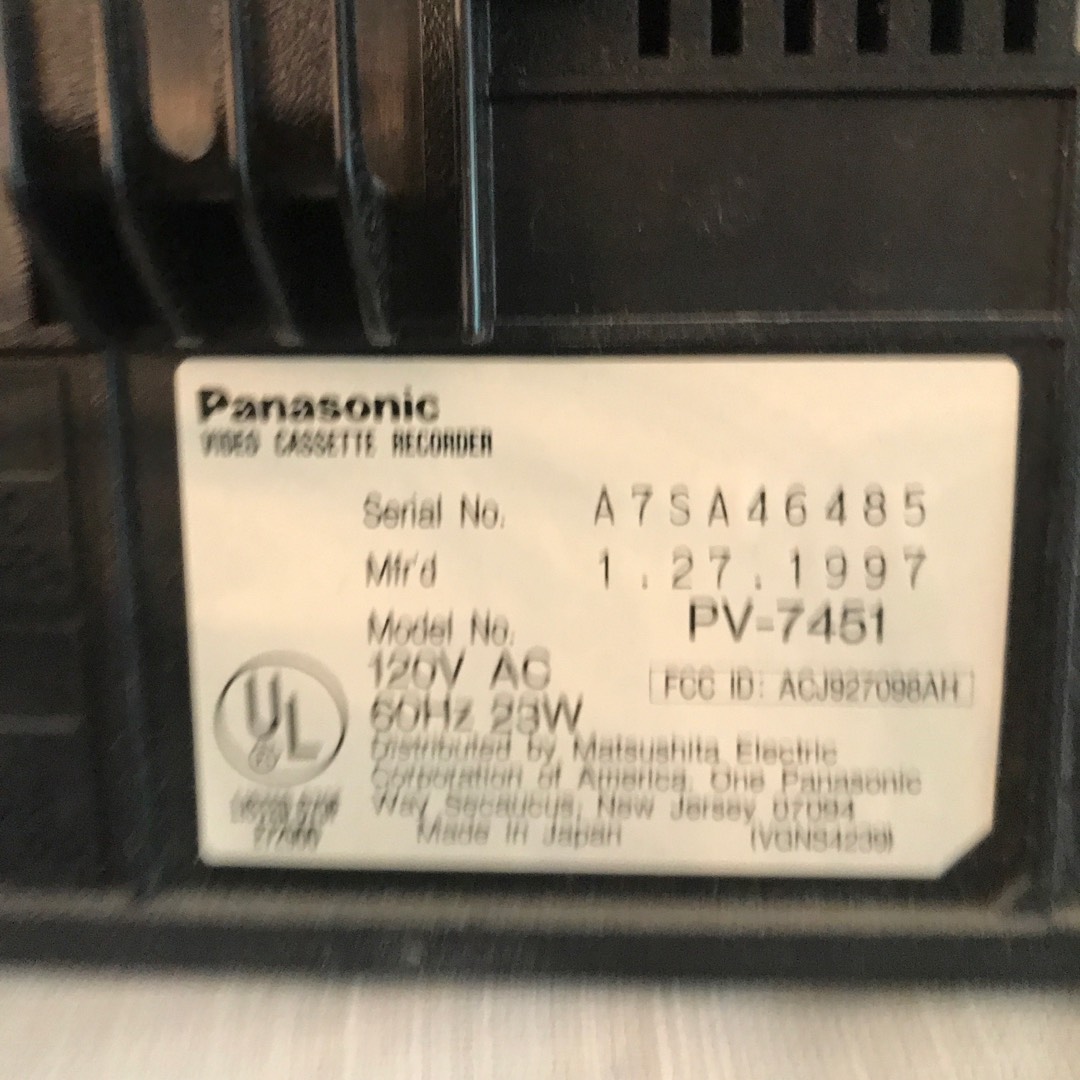 Panasonic
VIDEO CASSETTE RECORDER
Serial No. A7SA46485
Mfr'd 1.27.1997
Model No. PV-7451
120V AC
60Hz 23W
FCC ID: ACJ927098AH
UL
Distributed by Matsushita Electric
Corporation of America, One Panasonic
Way Secaucus, New Jersey 07094
Made in Japan (VQNS4239)